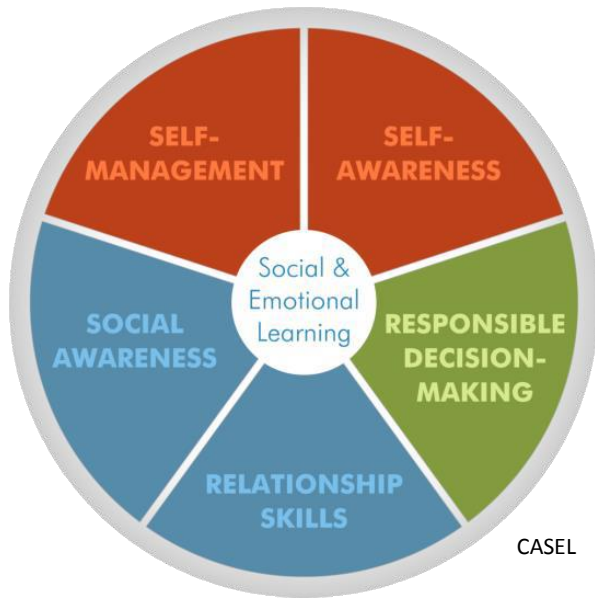 SELF-
MANAGEMENT
SELF-
AWARENESS
Social &
Emotional
Learning
SOCIAL
AWARENESS
RESPONSIBLE
DECISION-
MAKING
RELATIONSHIP
SKILLS
CASEL